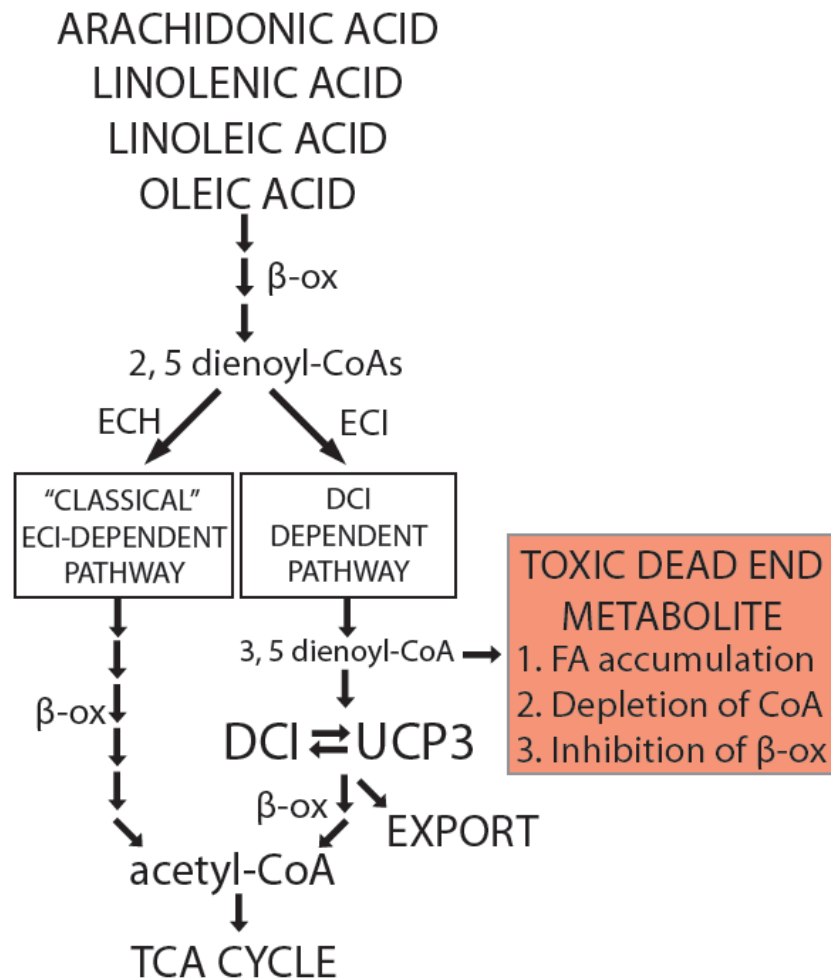 ARACHIDONIC ACID
LINOLENIC ACID
LINOLEIC ACID
OLEIC ACID
β-ox
2, 5 dienoyl-CoAs
ECH
ECI
“CLASSICAL”
ECI-DEPENDENT
PATHWAY
DCI
DEPENDENT
PATHWAY
3, 5 dienoyl-CoA
TOXIC DEAD END
METABOLITE
1. FA accumulation
2. Depletion of CoA
3. Inhibition of β-ox
β-ox
DCI UCP3
β-ox
EXPORT
acetyl-CoA
TCA CYCLE